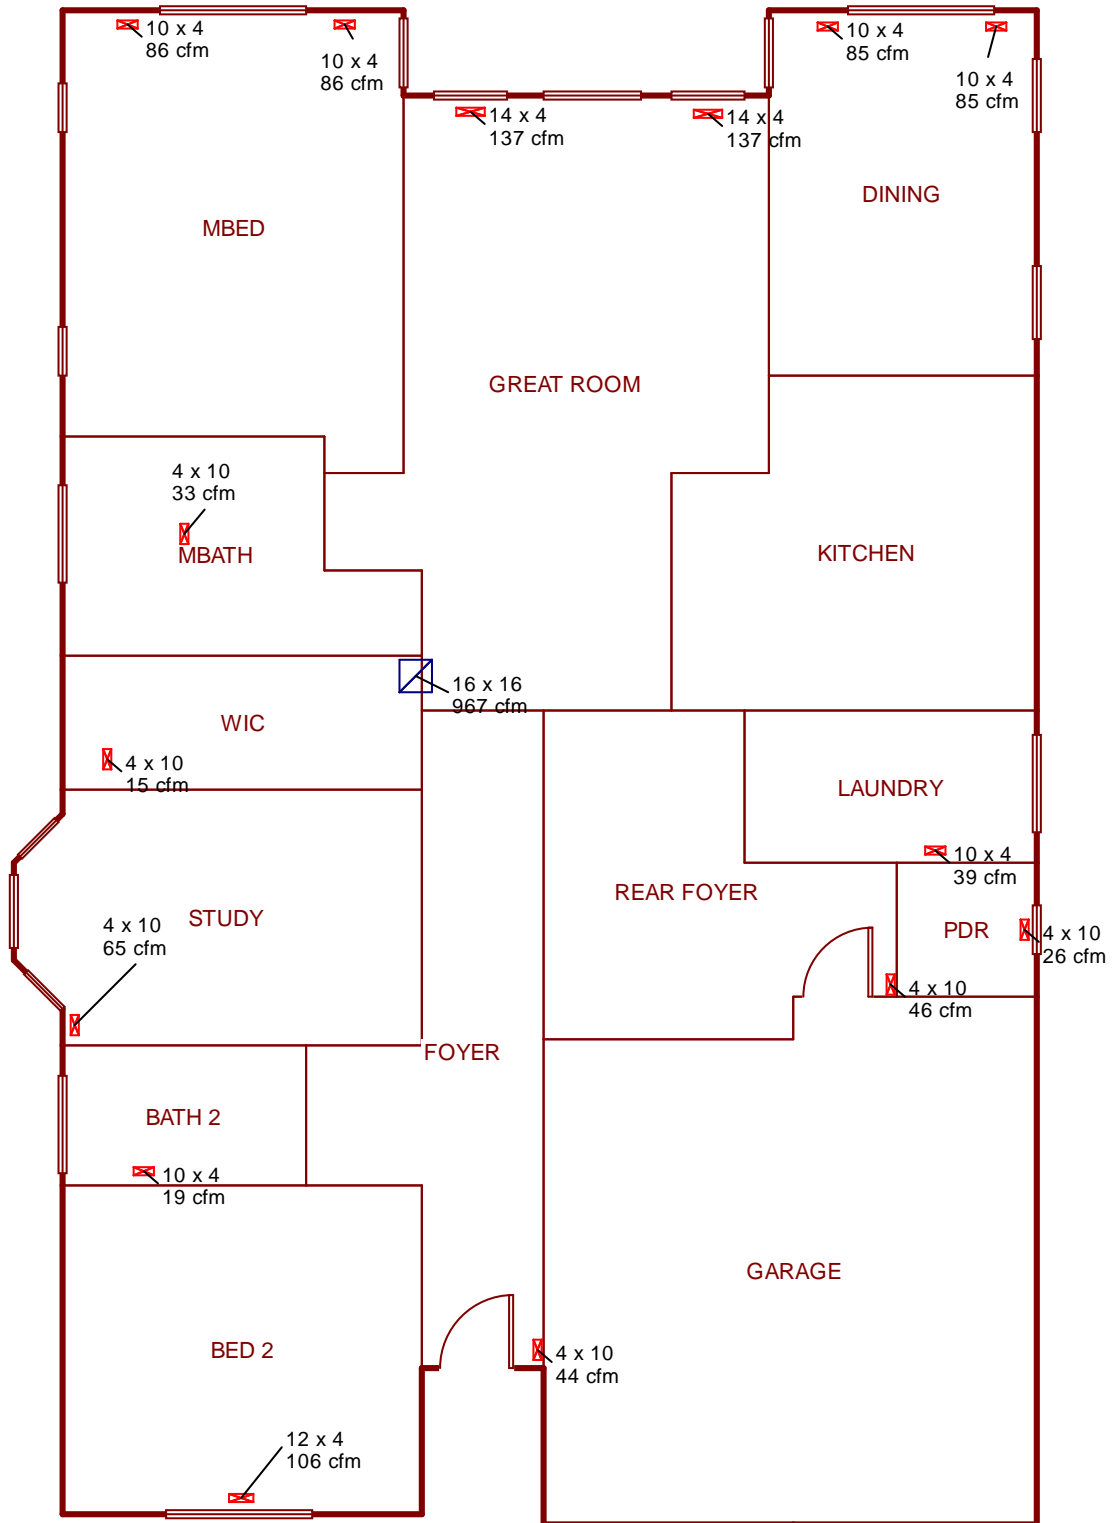 10 x 4
86 cfm
10 x 4
86 cfm
10 x 4
85 cfm
10 x 4
85 cfm
14 x 4
137 cfm
14 x 4
137 cfm
DINING
MBED
GREAT ROOM
4 x 10
33 cfm
MBATH
KITCHEN
16 x 16
967 cfm
WIC
4 x 10
15 cfm
LAUNDRY
10 x 4
39 cfm
REAR FOYER
STUDY
4 x 10
65 cfm
PDR
4 x 10
26 cfm
4 x 10
46 cfm
FOYER
BATH 2
10 x 4
19 cfm
GARAGE
BED 2
4 x 10
44 cfm
12 x 4
106 cfm